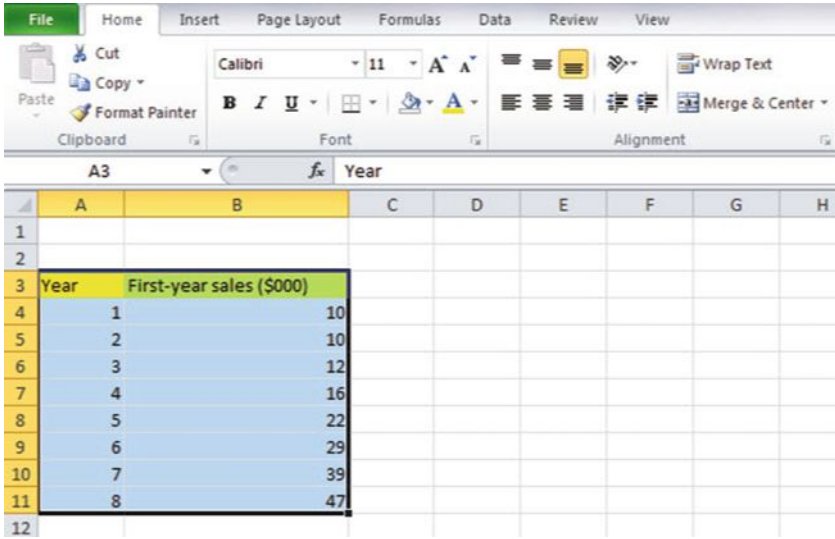 File Home Insert Page Layout Formulas Data Review View
Cut
Copy
Format Painter
Paste
Clipboard
Calibri 11 A A
B I U A
Font
Wrap Text
Merge & Center
Alignment
A3 fx Year
A B C D E F G H
1
2
3 Year First-year sales ($000)
4 1 10
5 2 10
6 3 12
7 4 16
8 5 22
9 6 29
10 7 39
11 8 47
12